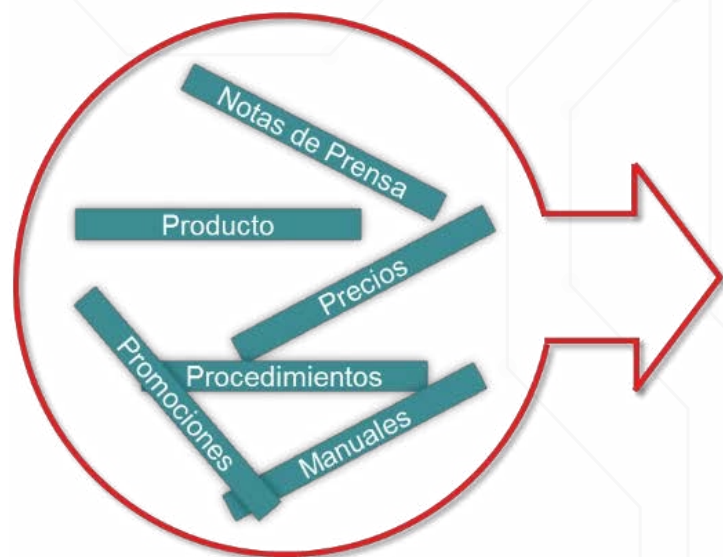 Notas de Prensa
Producto
Precios
Promociones
Procedimientos
Manuales